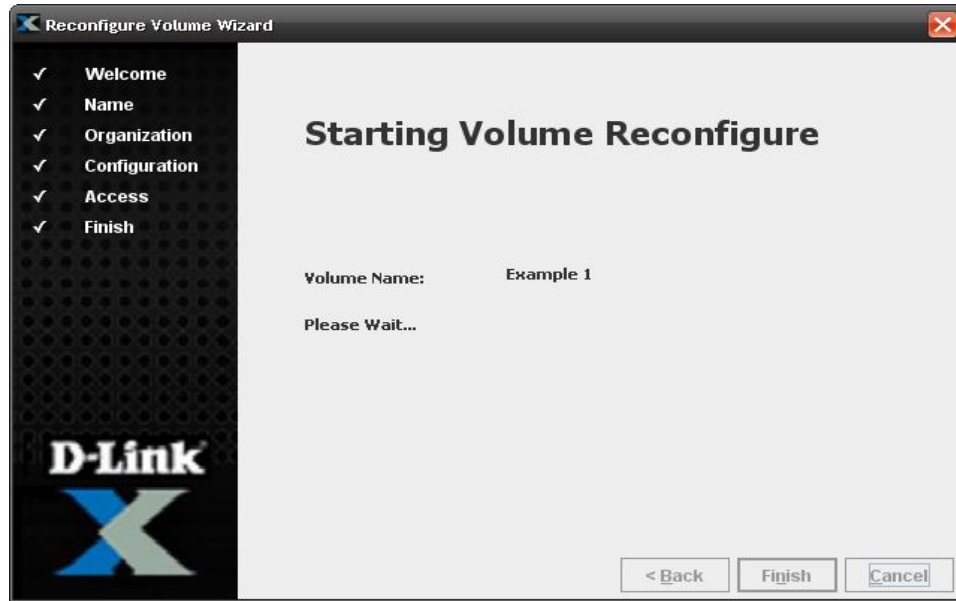 Reconfigure Volume Wizard
✓ Welcome
✓ Name
✓ Organization
✓ Configuration
✓ Access
✓ Finish
Starting Volume Reconfigure
Volume Name: Example 1
Please Wait...
D-Link
< Back Finish Cancel